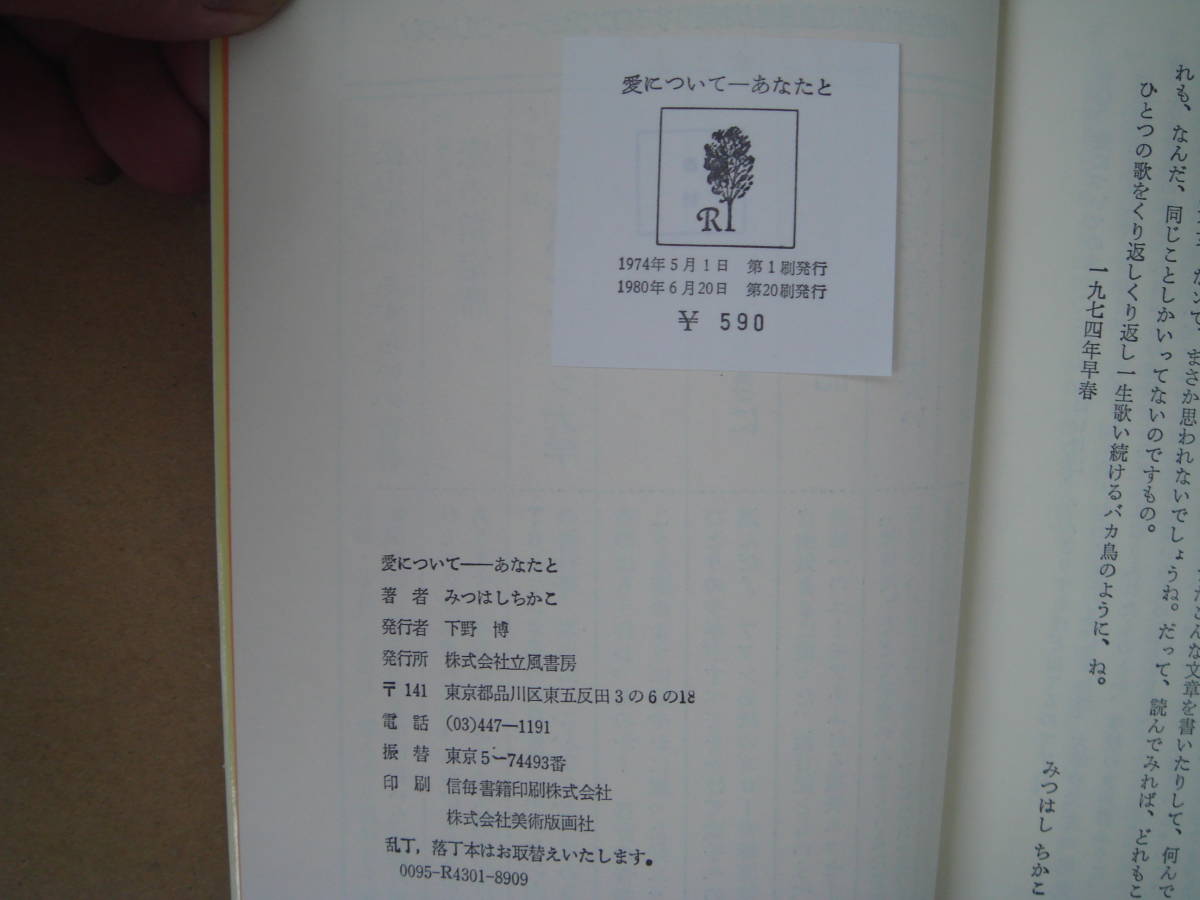 れも、なんだ、同じことしかいってないのですもの。
ひとつの歌をくり返しくり返し一生歌い続けるバカ鳥のように、ね。
一九七四年早春
みつはし ちかこ
愛について―あなたと
R
1974年5月1日 第1刷発行
1980年6月20日 第20刷発行
¥ 590
愛について――あなたと
著者 みつはしちかこ
発行者 下野 博
発行所 株式会社立風書房
〒141 東京都品川区東五反田3の6の18
電話 (03)447―1191
振替 東京5―74493番
印刷 信毎書籍印刷株式会社
株式会社美術版画社
乱丁，落丁本はお取替えいたします。
0095-R4301-8909